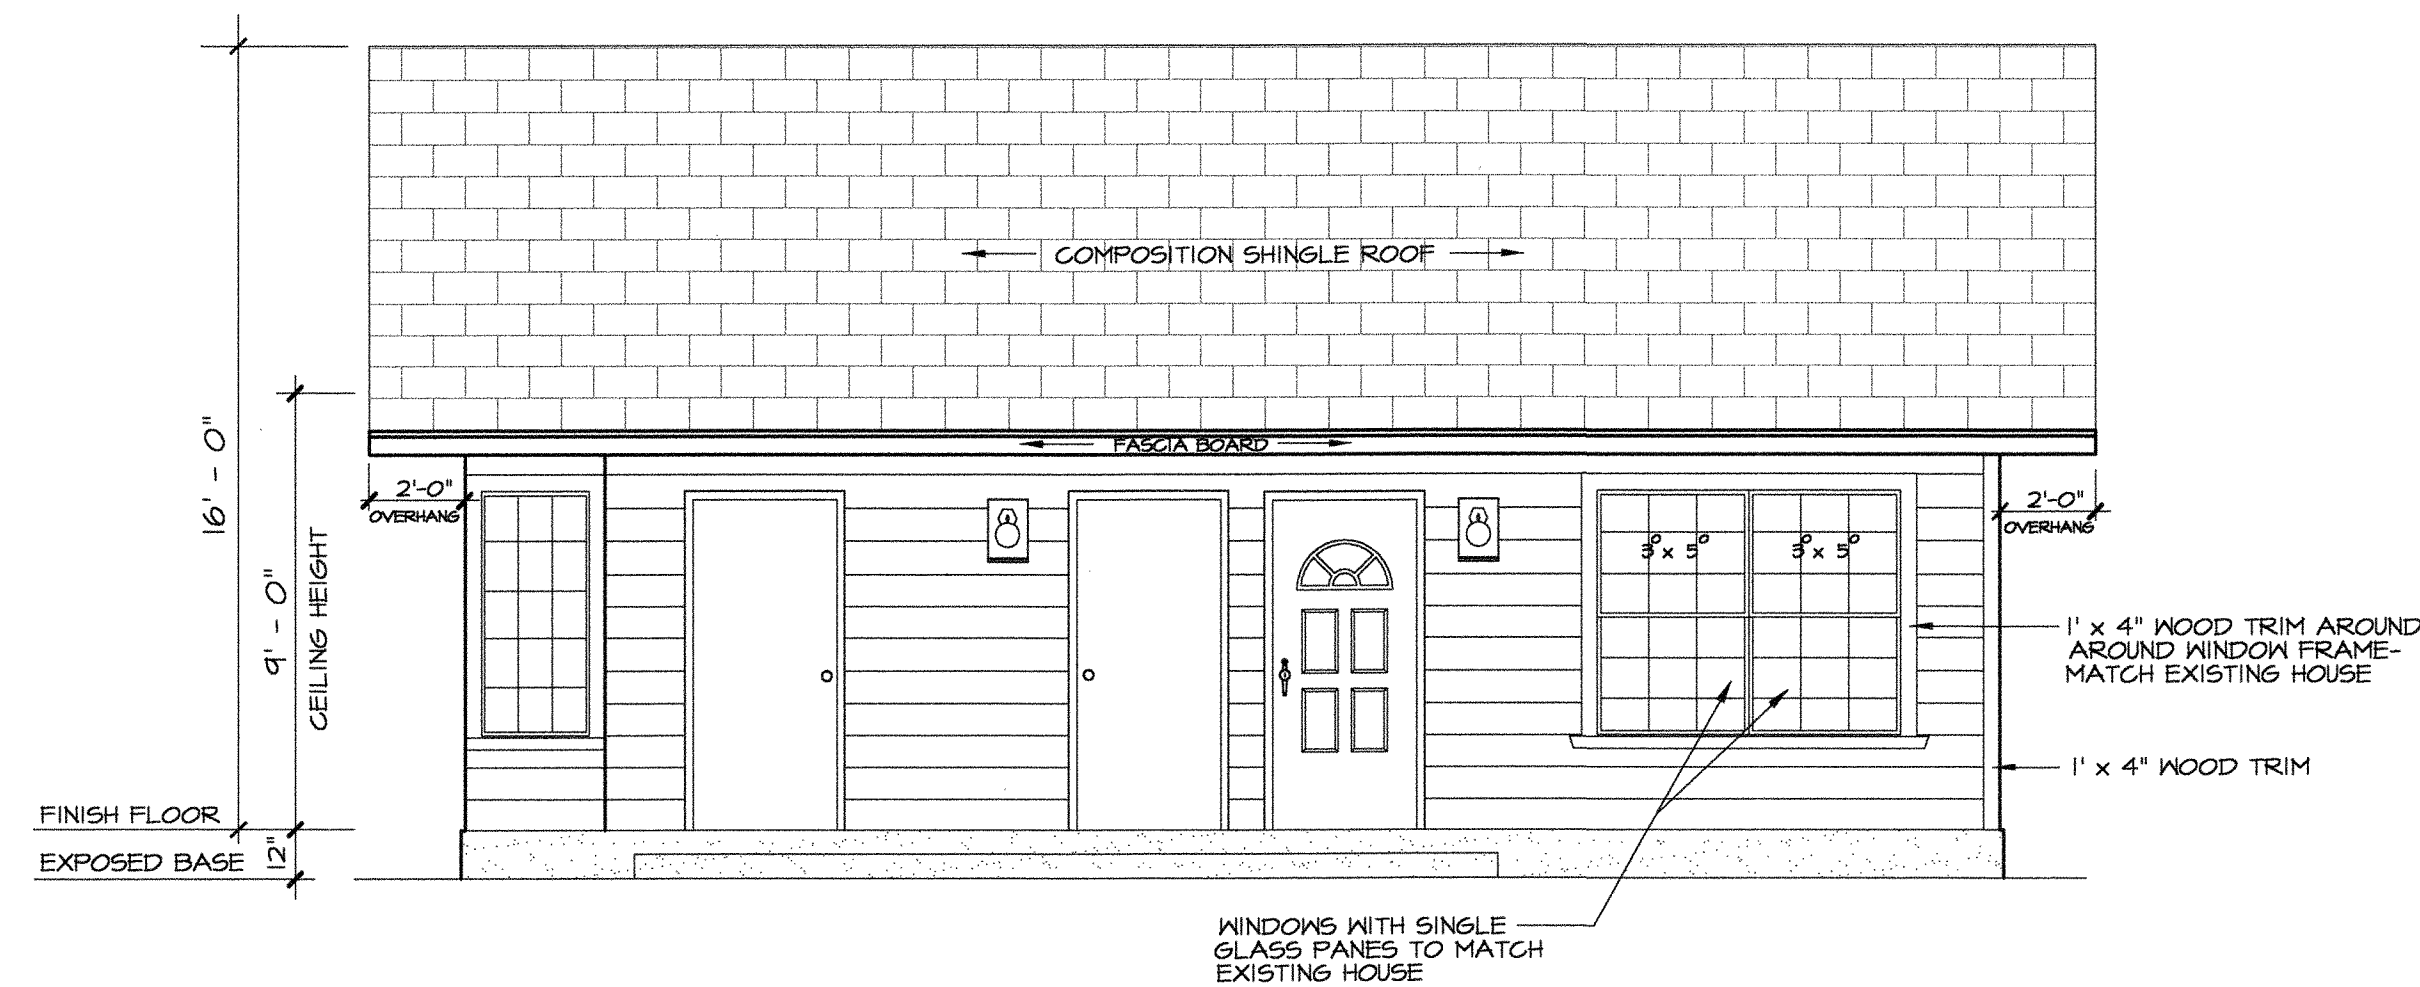 COMPOSITION SHINGLE ROOF
FASCIA BOARD
16' - 0"
9' - 0"
CEILING HEIGHT
2'-0"
OVERHANG
2'-0"
OVERHANG
3⁰ x 5⁰
3⁰ x 5⁰
1' x 4" WOOD TRIM AROUND
AROUND WINDOW FRAME-
MATCH EXISTING HOUSE
1' x 4" WOOD TRIM
FINISH FLOOR
EXPOSED BASE
12"
WINDOWS WITH SINGLE
GLASS PANES TO MATCH
EXISTING HOUSE